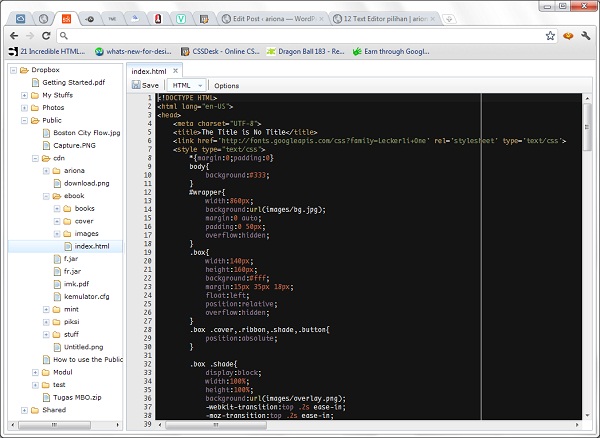 YNE
Edit Post ‹ ariona — WordP
12 Text Editor pilihan | arion
21 Incredible HTML...
whats-new-for-desi...
CSSDesk - Online CS...
Dragon Ball 183 - Re...
Earn through Googl...
Dropbox
Getting Started.pdf
My Stuffs
Photos
Public
Boston City flow.jpg
Capture.PNG
cdn
ariona
download.png
ebook
books
cover
images
index.html
f.jar
fr.jar
imk.pdf
kemulator.cfg
mint
piksi
stuff
Untitled.png
How to use the Public
Modul
test
Tugas MBO.zip
Shared
index.html
Save HTML Options
1 <!DOCTYPE HTML>
2 <html lang="en-US">
3 <head>
4 <meta charset="UTF-8">
5 <title>The Title is No Title</title>
6 <link href='http://fonts.googleapis.com/css?family=Leckerli+One' rel='stylesheet' type='text/css'>
7 <style type="text/css">
8 *{margin:0;padding:0}
9 body{
10 background:#333;
11 }
12 #wrapper{
13 width:860px;
14 background:url(images/bg.jpg);
15 margin:0 auto;
16 padding:0 50px;
17 overflow:hidden;
18 }
19 .box{
20 width:140px;
21 height:160px;
22 background:#fff;
23 margin:15px 35px 18px;
24 float:left;
25 position:relative;
26 overflow:hidden;
27 }
28 .box .cover,.ribbon,.shade,.button{
29 position:absolute;
30 }
31
32 .box .shade{
33 display:block;
34 width:100%;
35 height:100%;
36 background:url(images/overlay.png);
37 -webkit-transition:top .2s ease-in;
38 -moz-transition:top .2s ease-in;
39